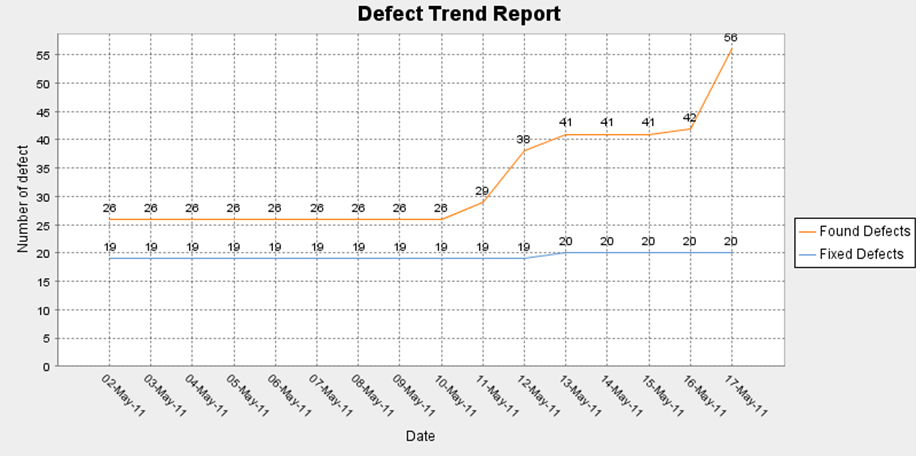 Defect Trend Report
Number of defect
55
50
45
40
35
30
25
20
15
10
5
0
56
42
41 41 41
38
29
26 26 26 26 26 26 26 26 26
20 20 20 20 20
19 19 19 19 19 19 19 19 19 19 19
Found Defects
Fixed Defects
02-May-11 03-May-11 04-May-11 05-May-11 06-May-11 07-May-11 08-May-11 09-May-11 10-May-11 11-May-11 12-May-11 13-May-11 14-May-11 15-May-11 16-May-11 17-May-11
Date